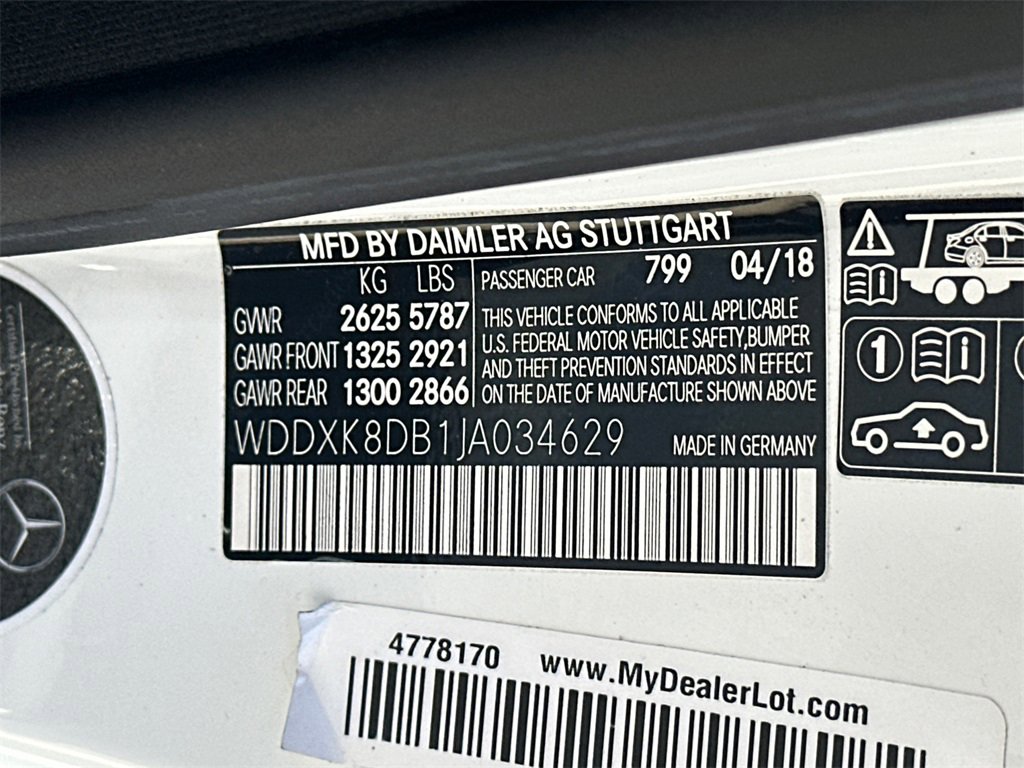 MFD BY DAIMLER AG STUTTGART
KG LBS
GVWR 2625 5787
GAWR FRONT 1325 2921
GAWR REAR 1300 2866
PASSENGER CAR 799 04/18
THIS VEHICLE CONFORMS TO ALL APPLICABLE
U.S. FEDERAL MOTOR VEHICLE SAFETY,BUMPER
AND THEFT PREVENTION STANDARDS IN EFFECT
ON THE DATE OF MANUFACTURE SHOWN ABOVE
WDDXK8DB1JA034629 MADE IN GERMANY
1
4778170 www.MyDealerLot.com